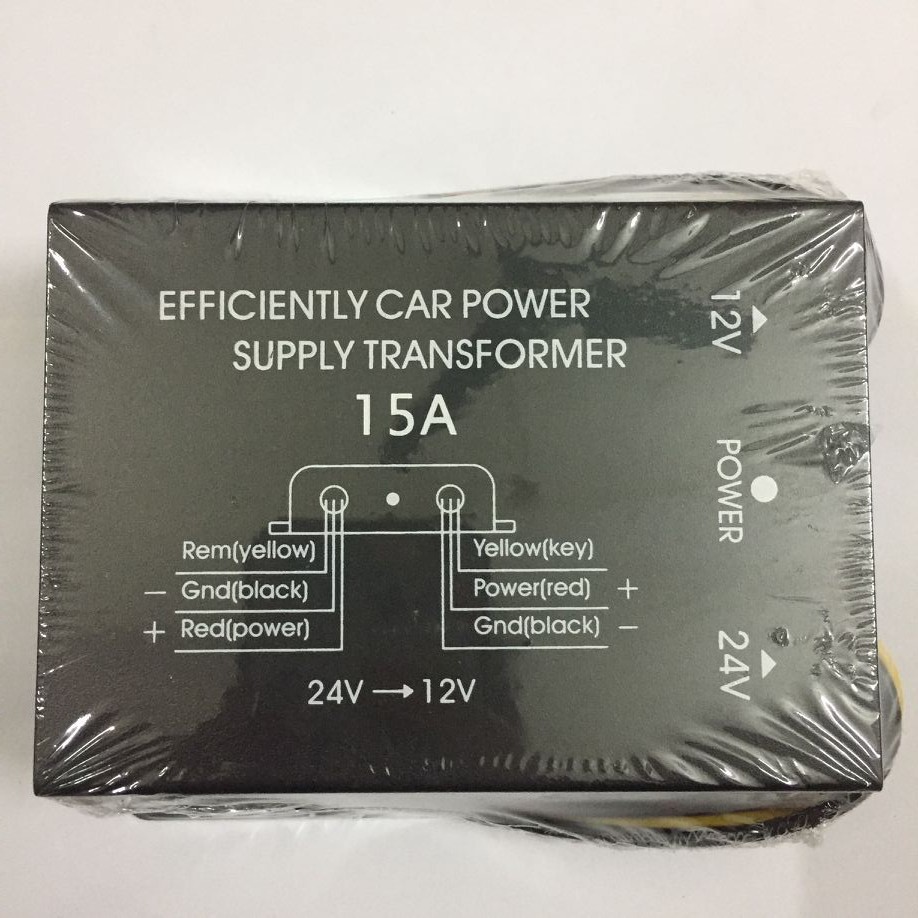 EFFICIENTLY CAR POWER
SUPPLY TRANSFORMER
15A
Rem(yellow)
— Gnd(black)
+ Red(power)
Yellow(key)
Power(red) +
Gnd(black) —
24V → 12V
12V
POWER
24V